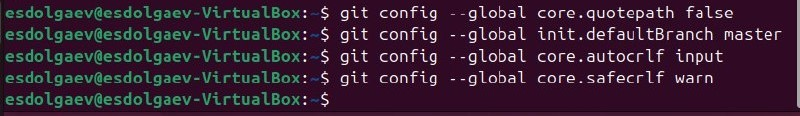 esdolgaev@esdolgaev-VirtualBox:~$ git config --global core.quotepath false
esdolgaev@esdolgaev-VirtualBox:~$ git config --global init.defaultBranch master
esdolgaev@esdolgaev-VirtualBox:~$ git config --global core.autocrlf input
esdolgaev@esdolgaev-VirtualBox:~$ git config --global core.safecrlf warn
esdolgaev@esdolgaev-VirtualBox:~$